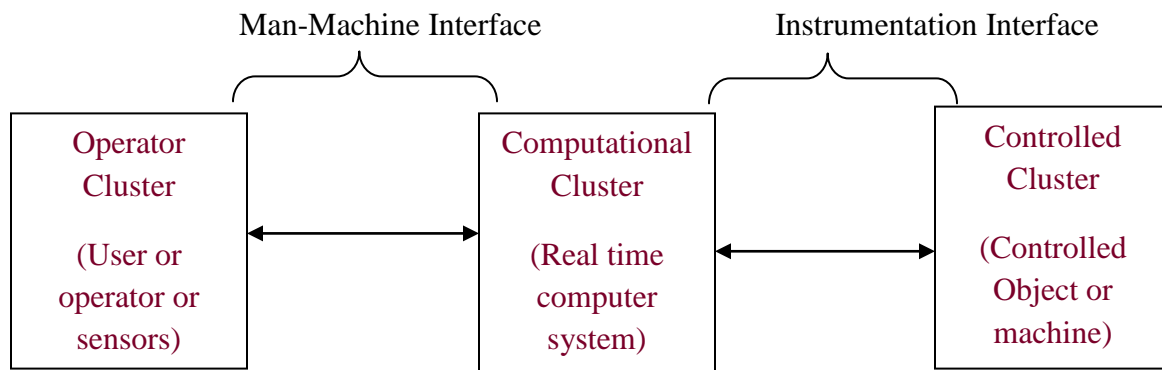 Man-Machine Interface
Instrumentation Interface
Operator
Cluster
(User or
operator or
sensors)
Computational
Cluster
(Real time
computer
system)
Controlled
Cluster
(Controlled
Object or
machine)